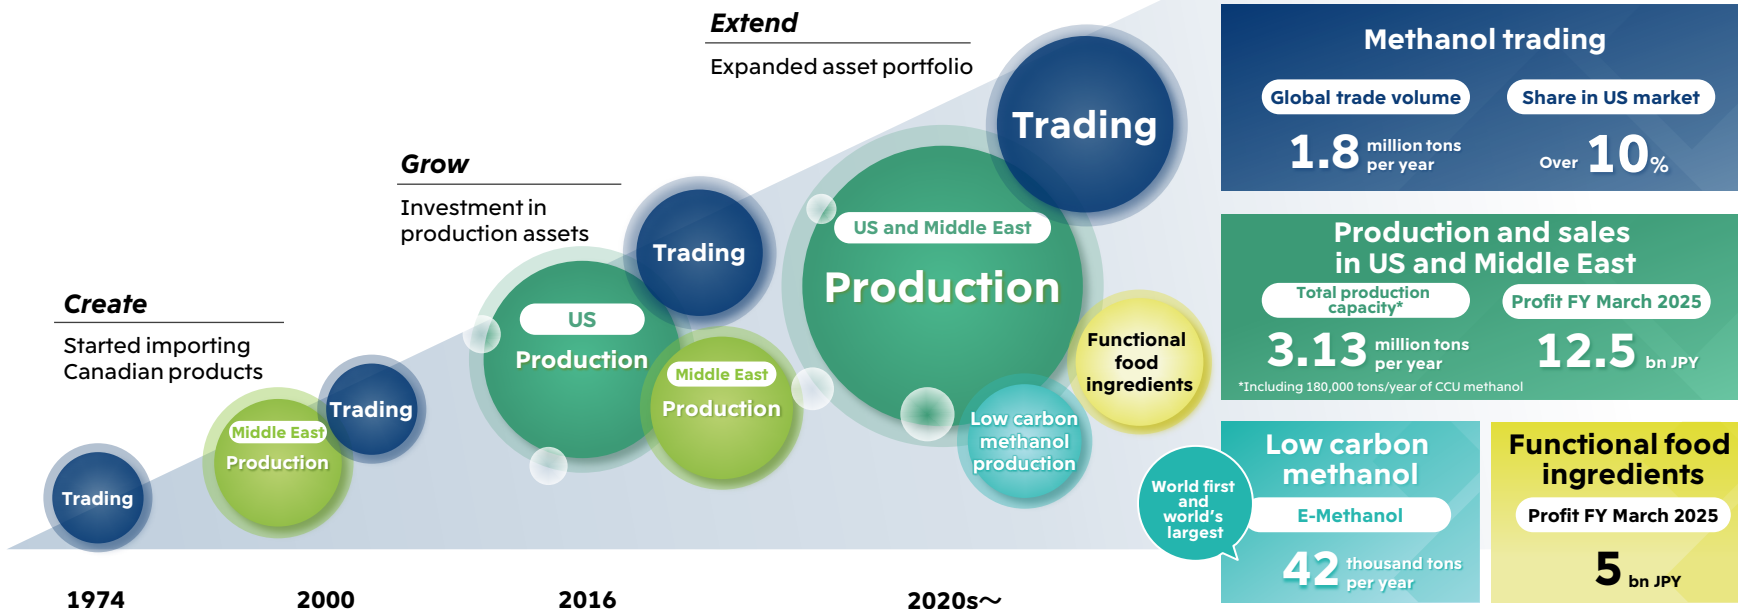 Create
Started importing
Canadian products
Trading
Middle East
Production
Trading
Grow
Investment in
production assets
US
Production
Trading
Middle East
Production
Extend
Expanded asset portfolio
Trading
US and Middle East
Production
Functional
food
ingredients
Low carbon
methanol
production
1974
2000
2016
2020s～
Methanol trading
Global trade volume
1.8 million tons
per year
Share in US market
Over 10%
Production and sales
in US and Middle East
Total production
capacity*
3.13 million tons
per year
Profit FY March 2025
12.5 bn JPY
*Including 180,000 tons/year of CCU methanol
World first
and
world's
largest
Low carbon
methanol
E-Methanol
42 thousand tons
per year
Functional food
ingredients
Profit FY March 2025
5 bn JPY